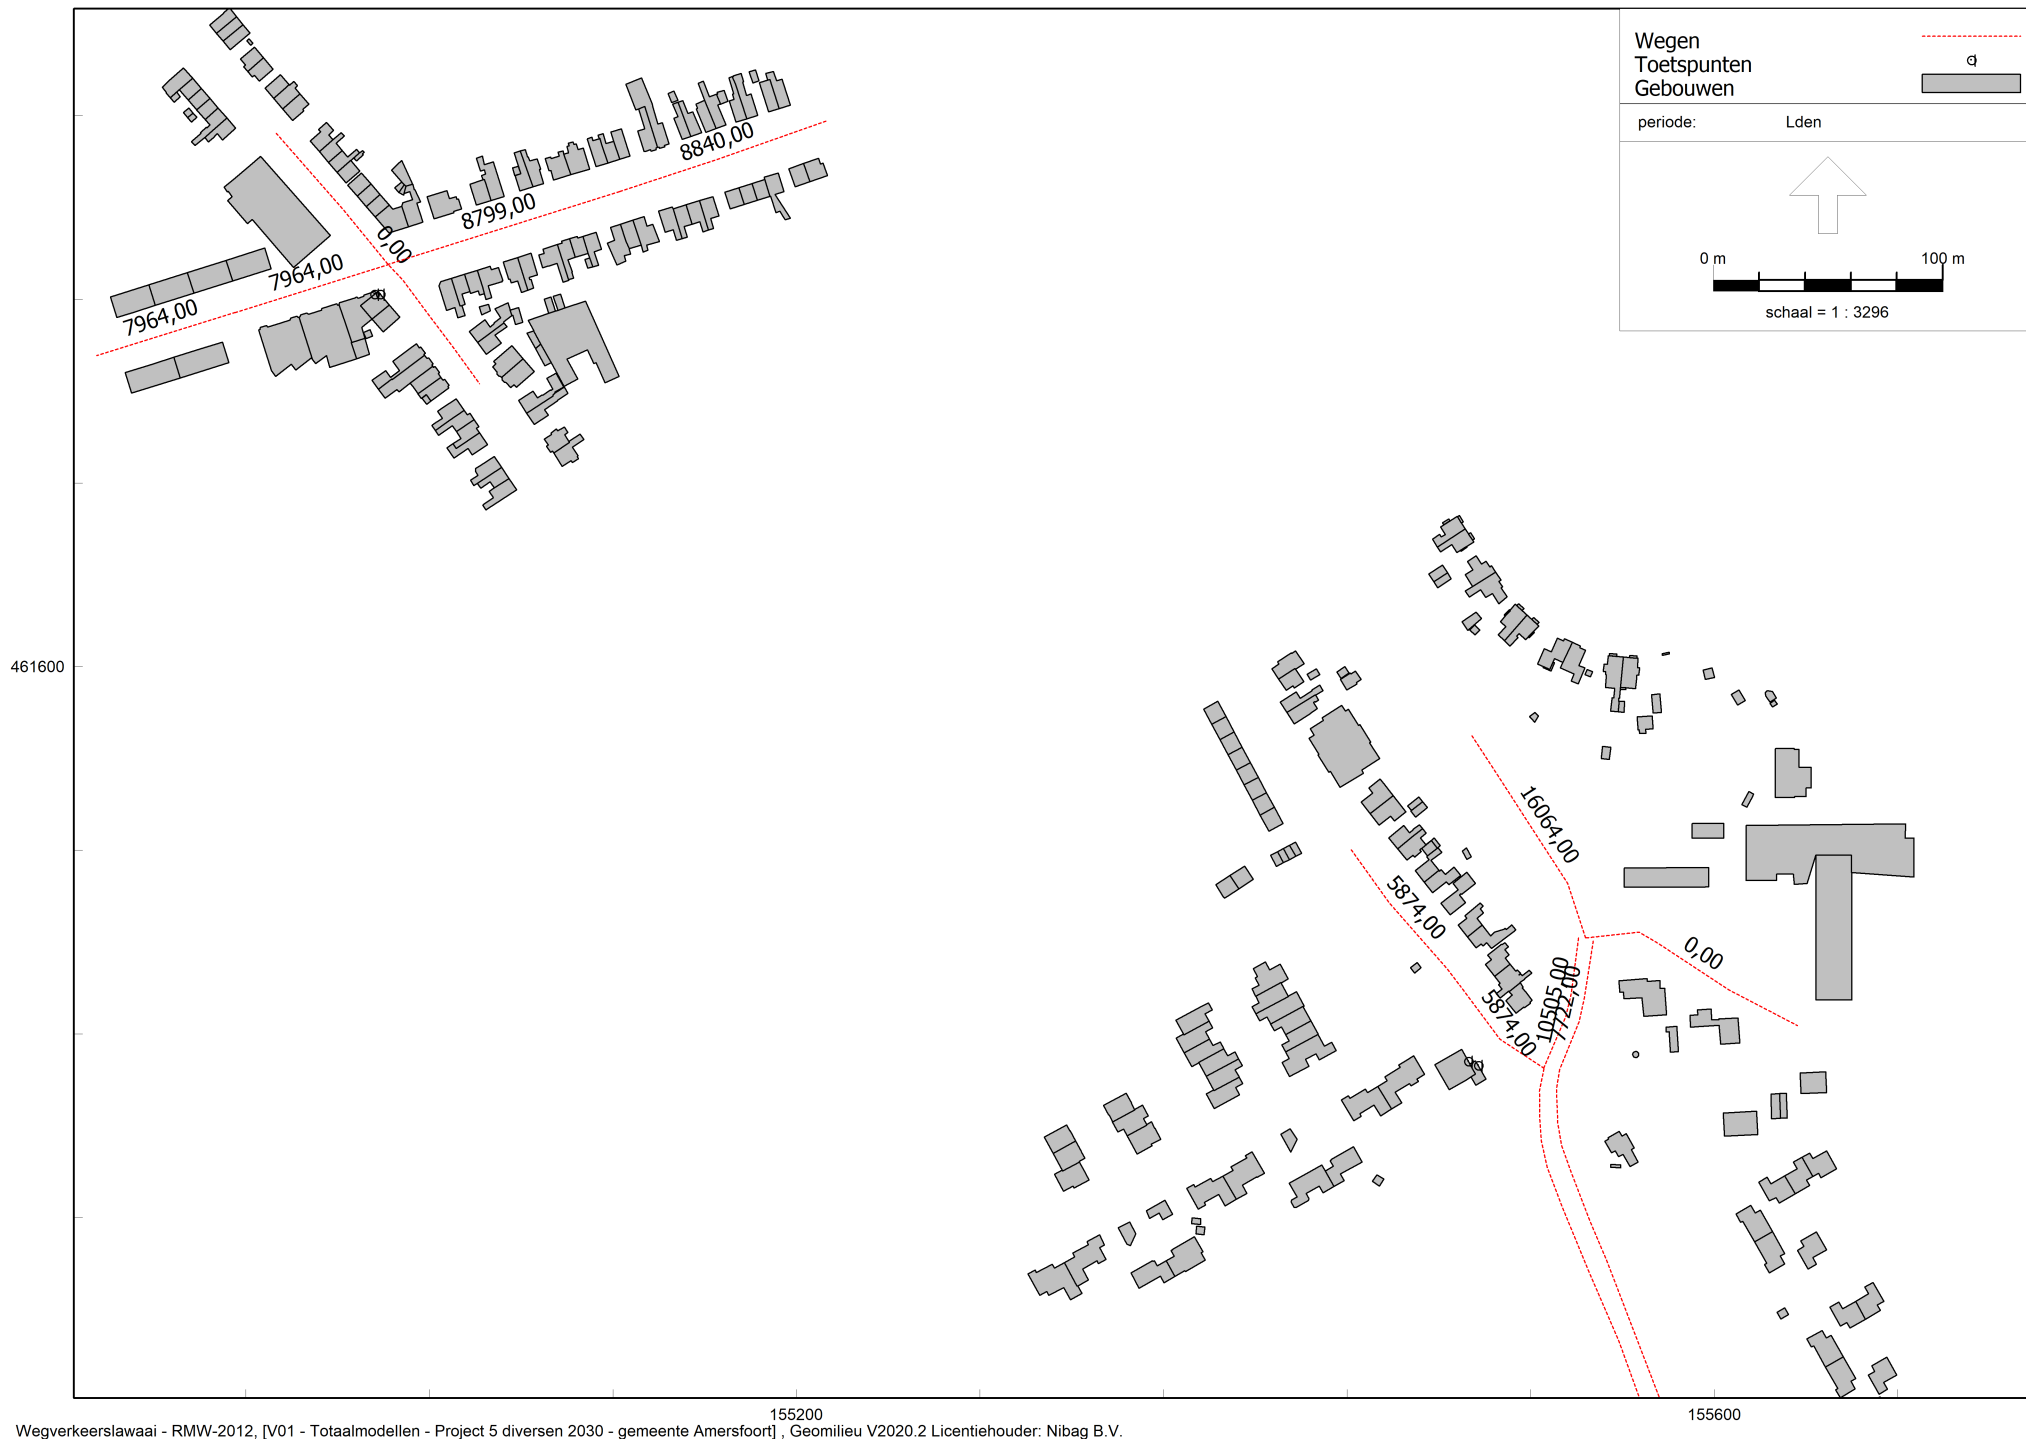 Wegen
Toetspunten
Gebouwen
periode: Lden
0 m 100 m
schaal = 1 : 3296
8840,00
8799,00
0,00
7964,00
7964,00
461600
16064,00
5874,00
0,00
10505,00
7722,00
5874,00
155200
155600
Wegverkeerslawaai - RMW-2012, [V01 - Totaalmodellen - Project 5 diversen 2030 - gemeente Amersfoort] , Geomilieu V2020.2 Licentiehouder: Nibag B.V.